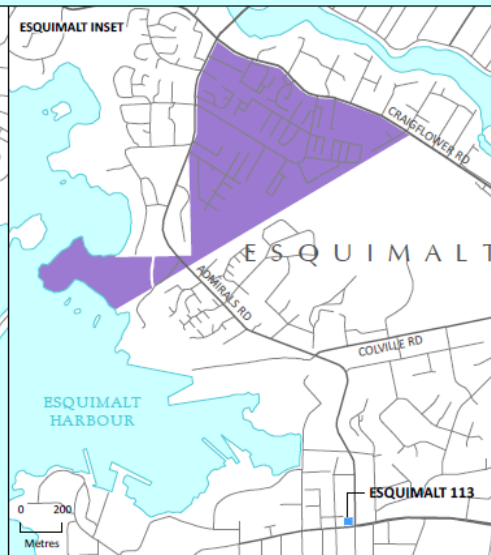 ESQUIMALT INSET
CRAIGFLOWER RD
ESQUIMALT
ADMIRALS RD
COLVILLE RD
ESQUIMALT
HARBOUR
ESQUIMALT 113
0 200
Metres